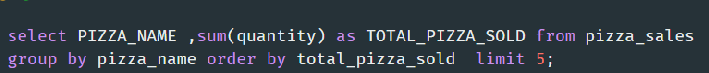 select PIZZA_NAME ,sum(quantity) as TOTAL_PIZZA_SOLD from pizza_sales
group by pizza_name order by total_pizza_sold  limit 5;